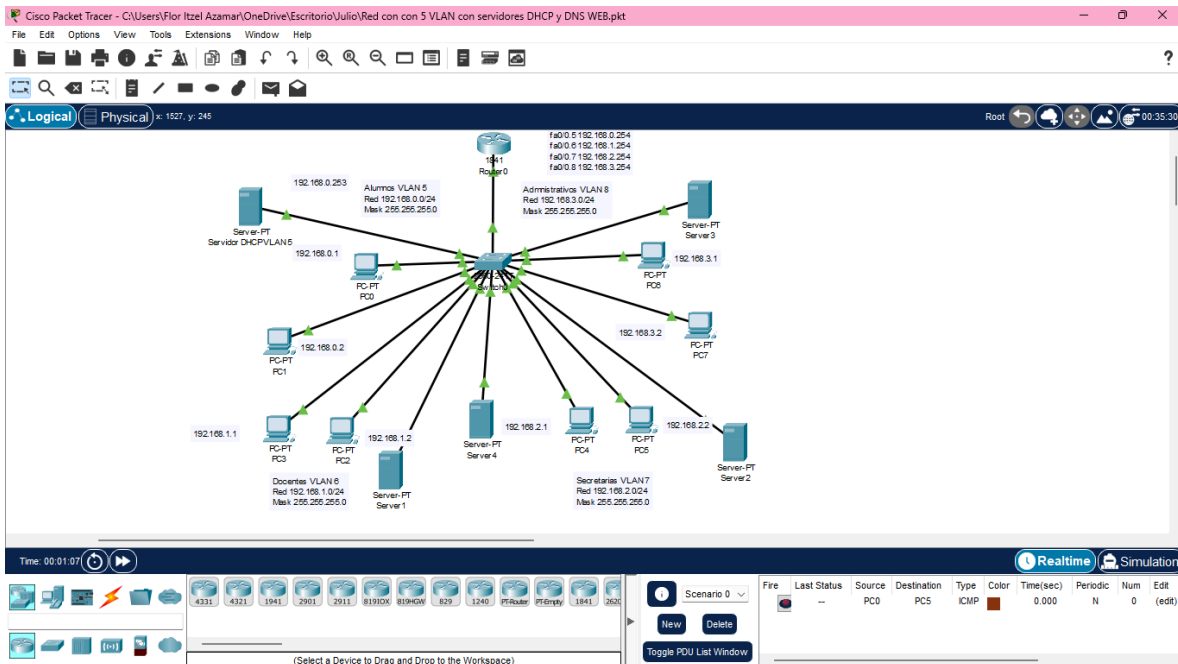 Cisco Packet Tracer - C:\Users\Flor Itzel Azamar\OneDrive\Escritorio\Julio\Red con con 5 VLAN con servidores DHCP y DNS WEB.pkt
File Edit Options View Tools Extensions Window Help
Logical
Physical
x: 1527, y: 245
Root
00:35:30
fa0/0.5 192.168.0.254
fa0/0.6 192.168.1.254
fa0/0.7 192.168.2.254
fa0/0.8 192.168.3.254
1841
Router0
192.168.0.253
Alumnos VLAN 5
Red 192.168.0.0/24
Mask 255.255.255.0
Admnistrativos VLAN 8
Red 192.168.3.0/24
Mask 255.255.255.0
Server-PT
Servidor DHCPVLAN5
Server-PT
Server3
192.168.0.1
PC-PT
PC0
Switch0
192.168.3.1
PC-PT
PC6
192.168.0.2
PC-PT
PC1
192.168.3.2
PC-PT
PC7
192.168.1.1
PC-PT
PC3
192.168.1.2
PC-PT
PC2
Server-PT
Server4
192.168.2.1
PC-PT
PC4
PC-PT
PC5
192.168.2.2
Server-PT
Server2
Docentes VLAN 6
Red 192.168.1.0/24
Mask 255.255.255.0
Server-PT
Server1
Secretarias VLAN7
Red 192.168.2.0/24
Mask 255.255.255.0
Time: 00:01:07
Realtime
Simulation
4331 4321 1941 2901 2911 819IOX 819HGW 829 1240 PT-Router PT-Empty 1841 262
(Select a Device to Drag and Drop to the Workspace)
Scenario 0
New
Delete
Toggle PDU List Window
Fire Last Status Source Destination Type Color Time(sec) Periodic Num Edit
-- PC0 PC5 ICMP 0.000 N 0 (edit)